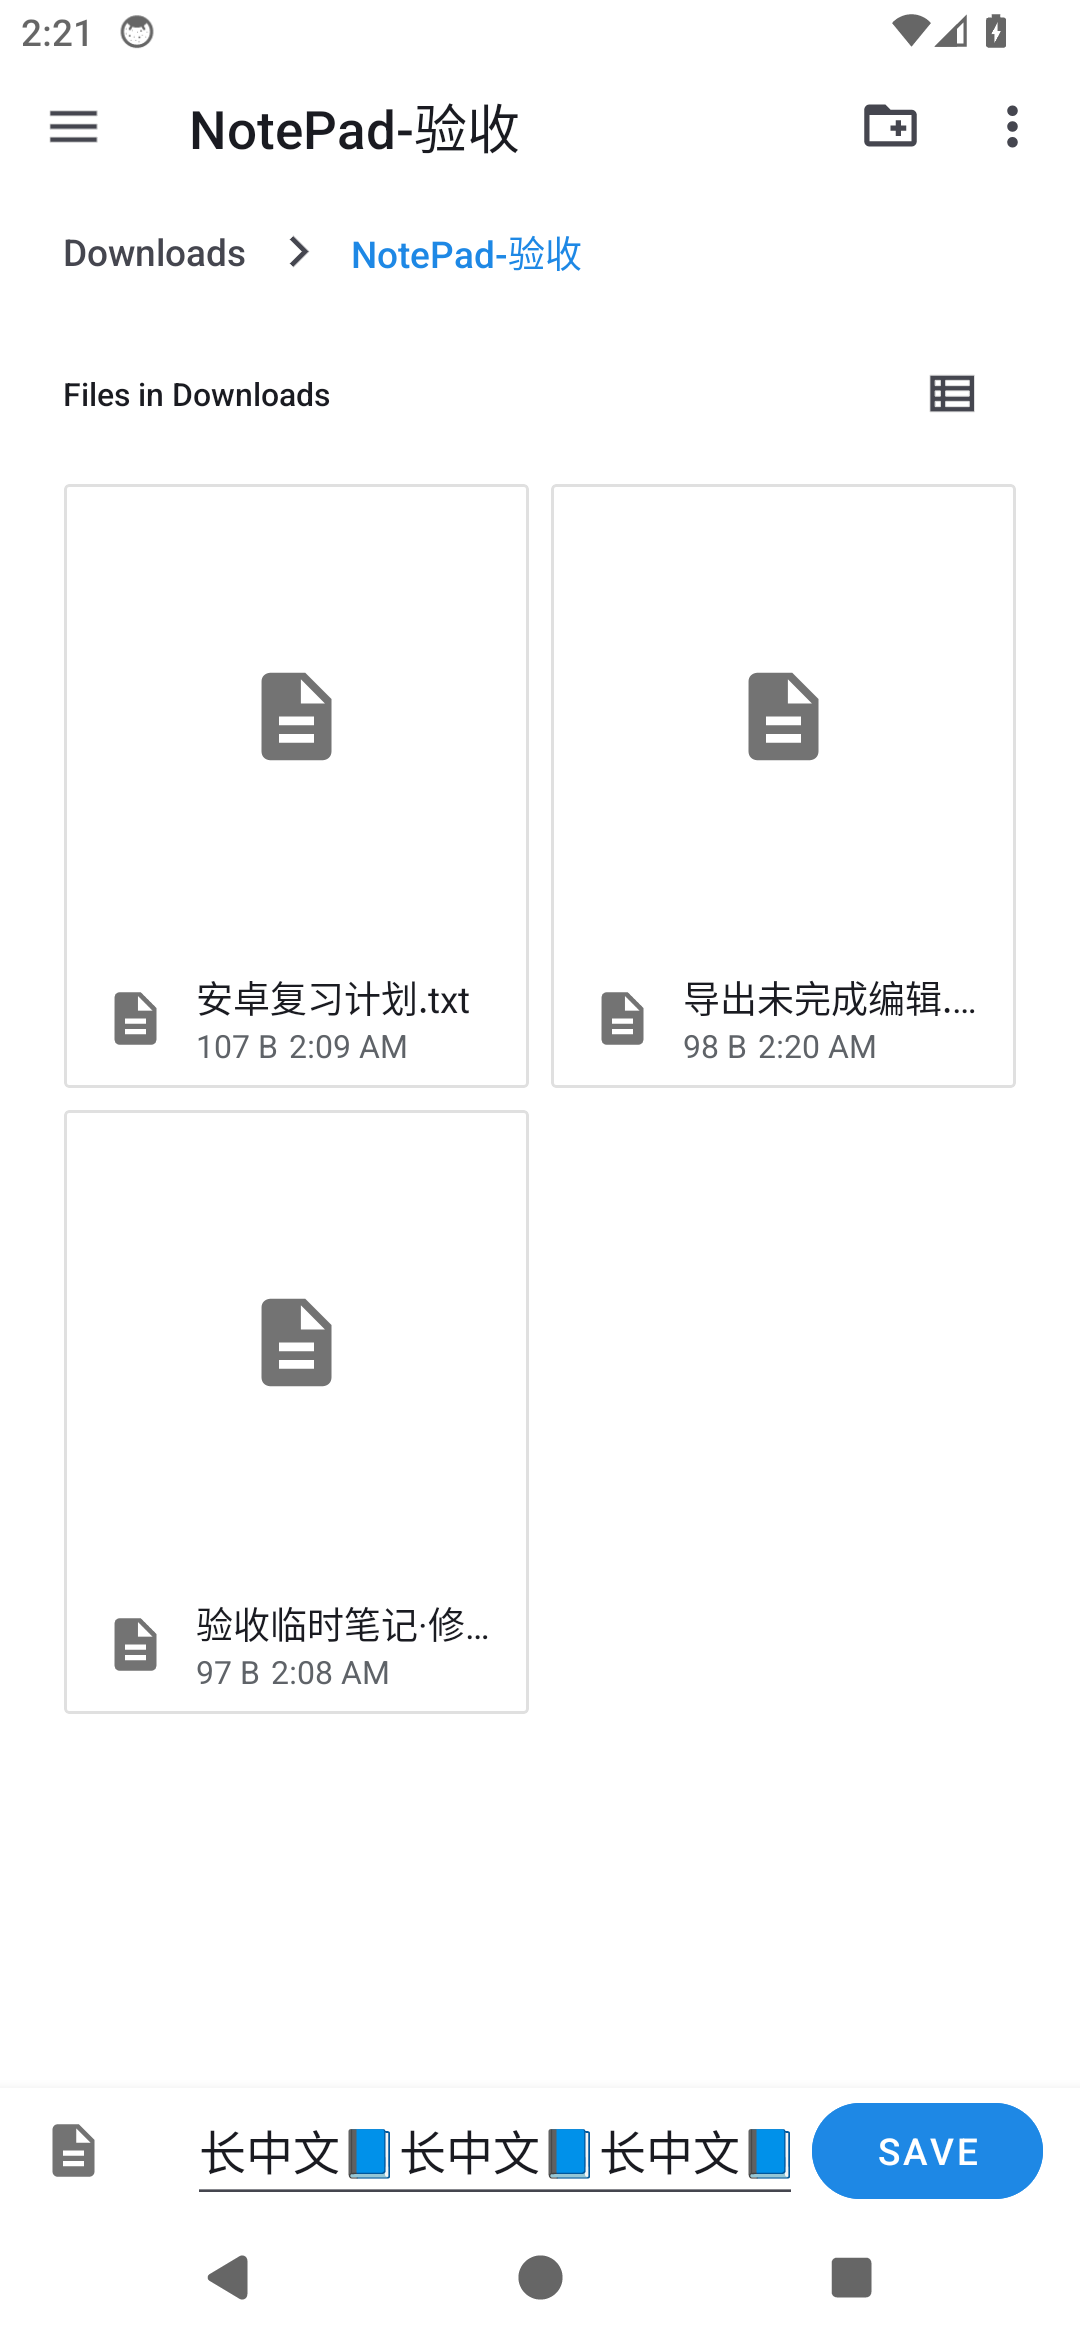 2:21
NotePad-验收
Downloads
NotePad-验收
Files in Downloads
安卓复习计划.txt
107 B 2:09 AM
导出未完成编辑....
98 B 2:20 AM
验收临时笔记·修...
97 B 2:08 AM
长中文📘长中文📘长中文📘
SAVE